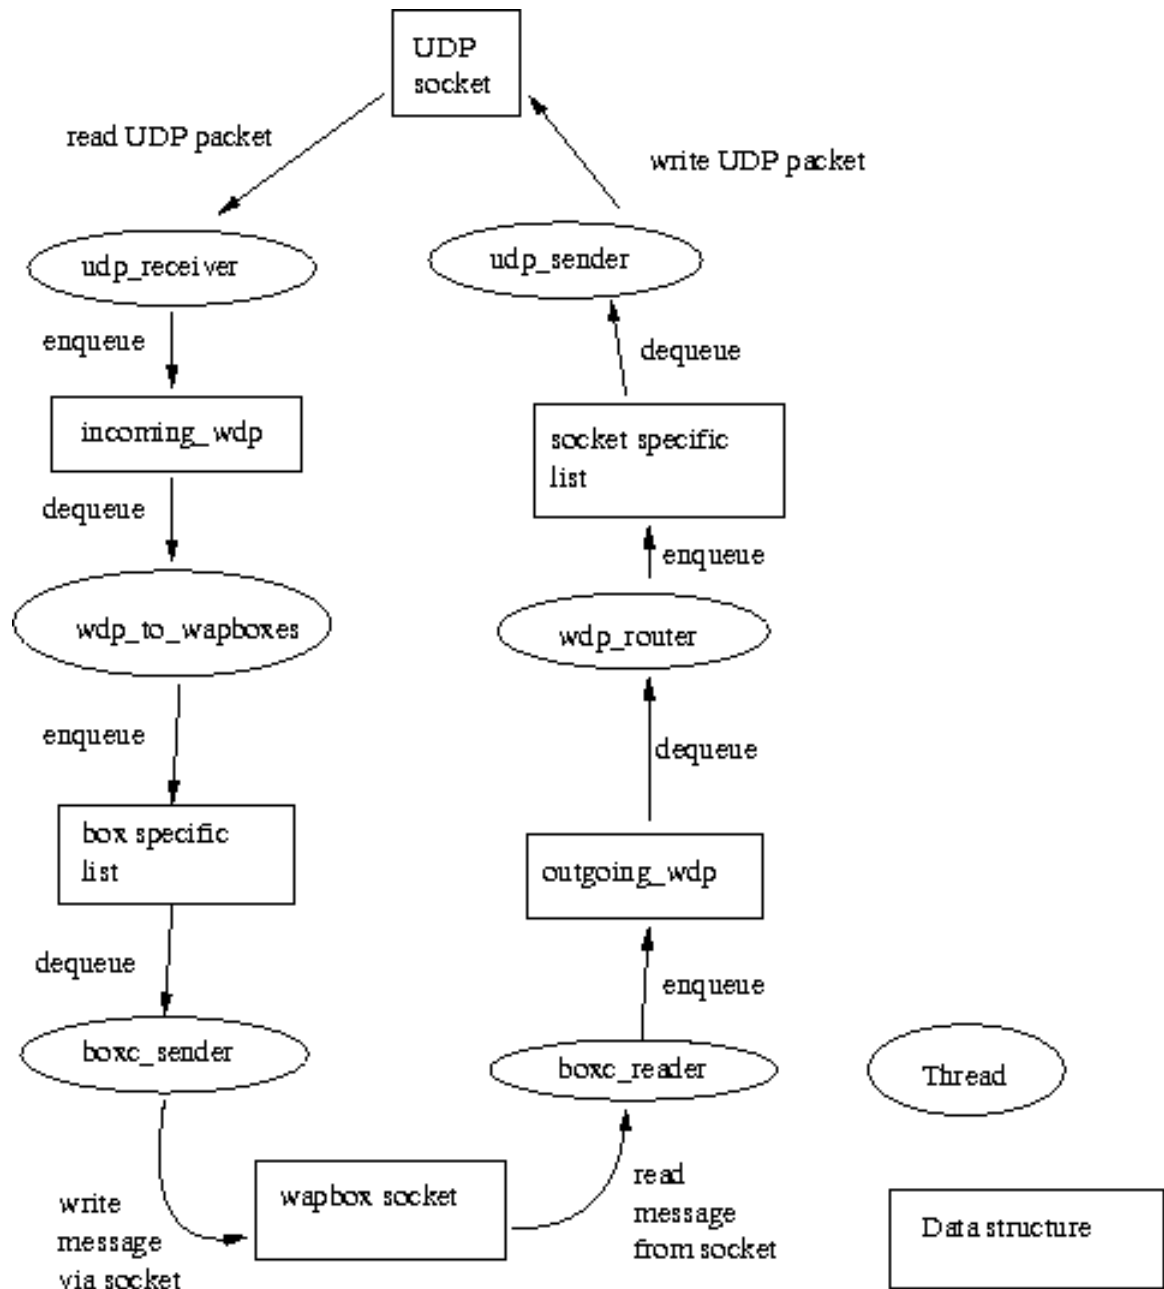 UDP
socket
read UDP packet
write UDP packet
udp_receiver
udp_sender
enqueue
dequeue
incoming_wdp
socket specific
list
dequeue
enqueue
wdp_to_wapboxes
wdp_router
enqueue
dequeue
box specific
list
outgoing_wdp
dequeue
enqueue
boxc_sender
boxc_reader
Thread
write
message
via socket
wapbox socket
read
message
from socket
Data structure